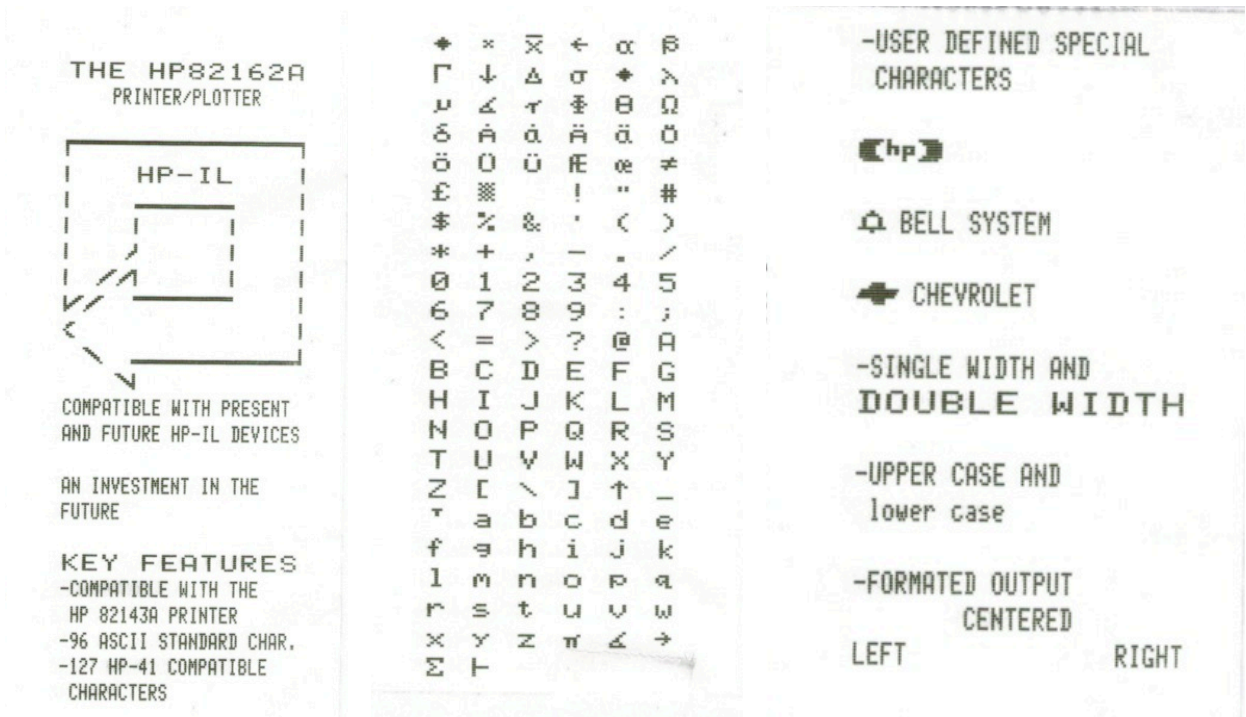 THE HP82162A
PRINTER/PLOTTER
HP-IL
COMPATIBLE WITH PRESENT
AND FUTURE HP-IL DEVICES
AN INVESTMENT IN THE
FUTURE
KEY FEATURES
-COMPATIBLE WITH THE
HP 82143A PRINTER
-96 ASCII STANDARD CHAR.
-127 HP-41 COMPATIBLE
CHARACTERS
♦ × x̅ ← α β
Γ ↓ Δ σ ♦ λ
μ ∡ τ Φ Θ Ω
δ Å å Ä ä Ö
ö Ü ü Æ œ ≠
£ ▒ ! " #
$ % & ' ( )
* + , - . /
0 1 2 3 4 5
6 7 8 9 : ;
< = > ? @ A
B C D E F G
H I J K L M
N O P Q R S
T U V W X Y
Z [ \ ] ↑ _
⊤ a b c d e
f g h i j k
l m n o p q
r s t u v w
x y z π ∡ →
Σ ⊢
-USER DEFINED SPECIAL
CHARACTERS
hp
BELL SYSTEM
CHEVROLET
-SINGLE WIDTH AND
DOUBLE WIDTH
-UPPER CASE AND
lower case
-FORMATED OUTPUT
CENTERED
LEFT RIGHT